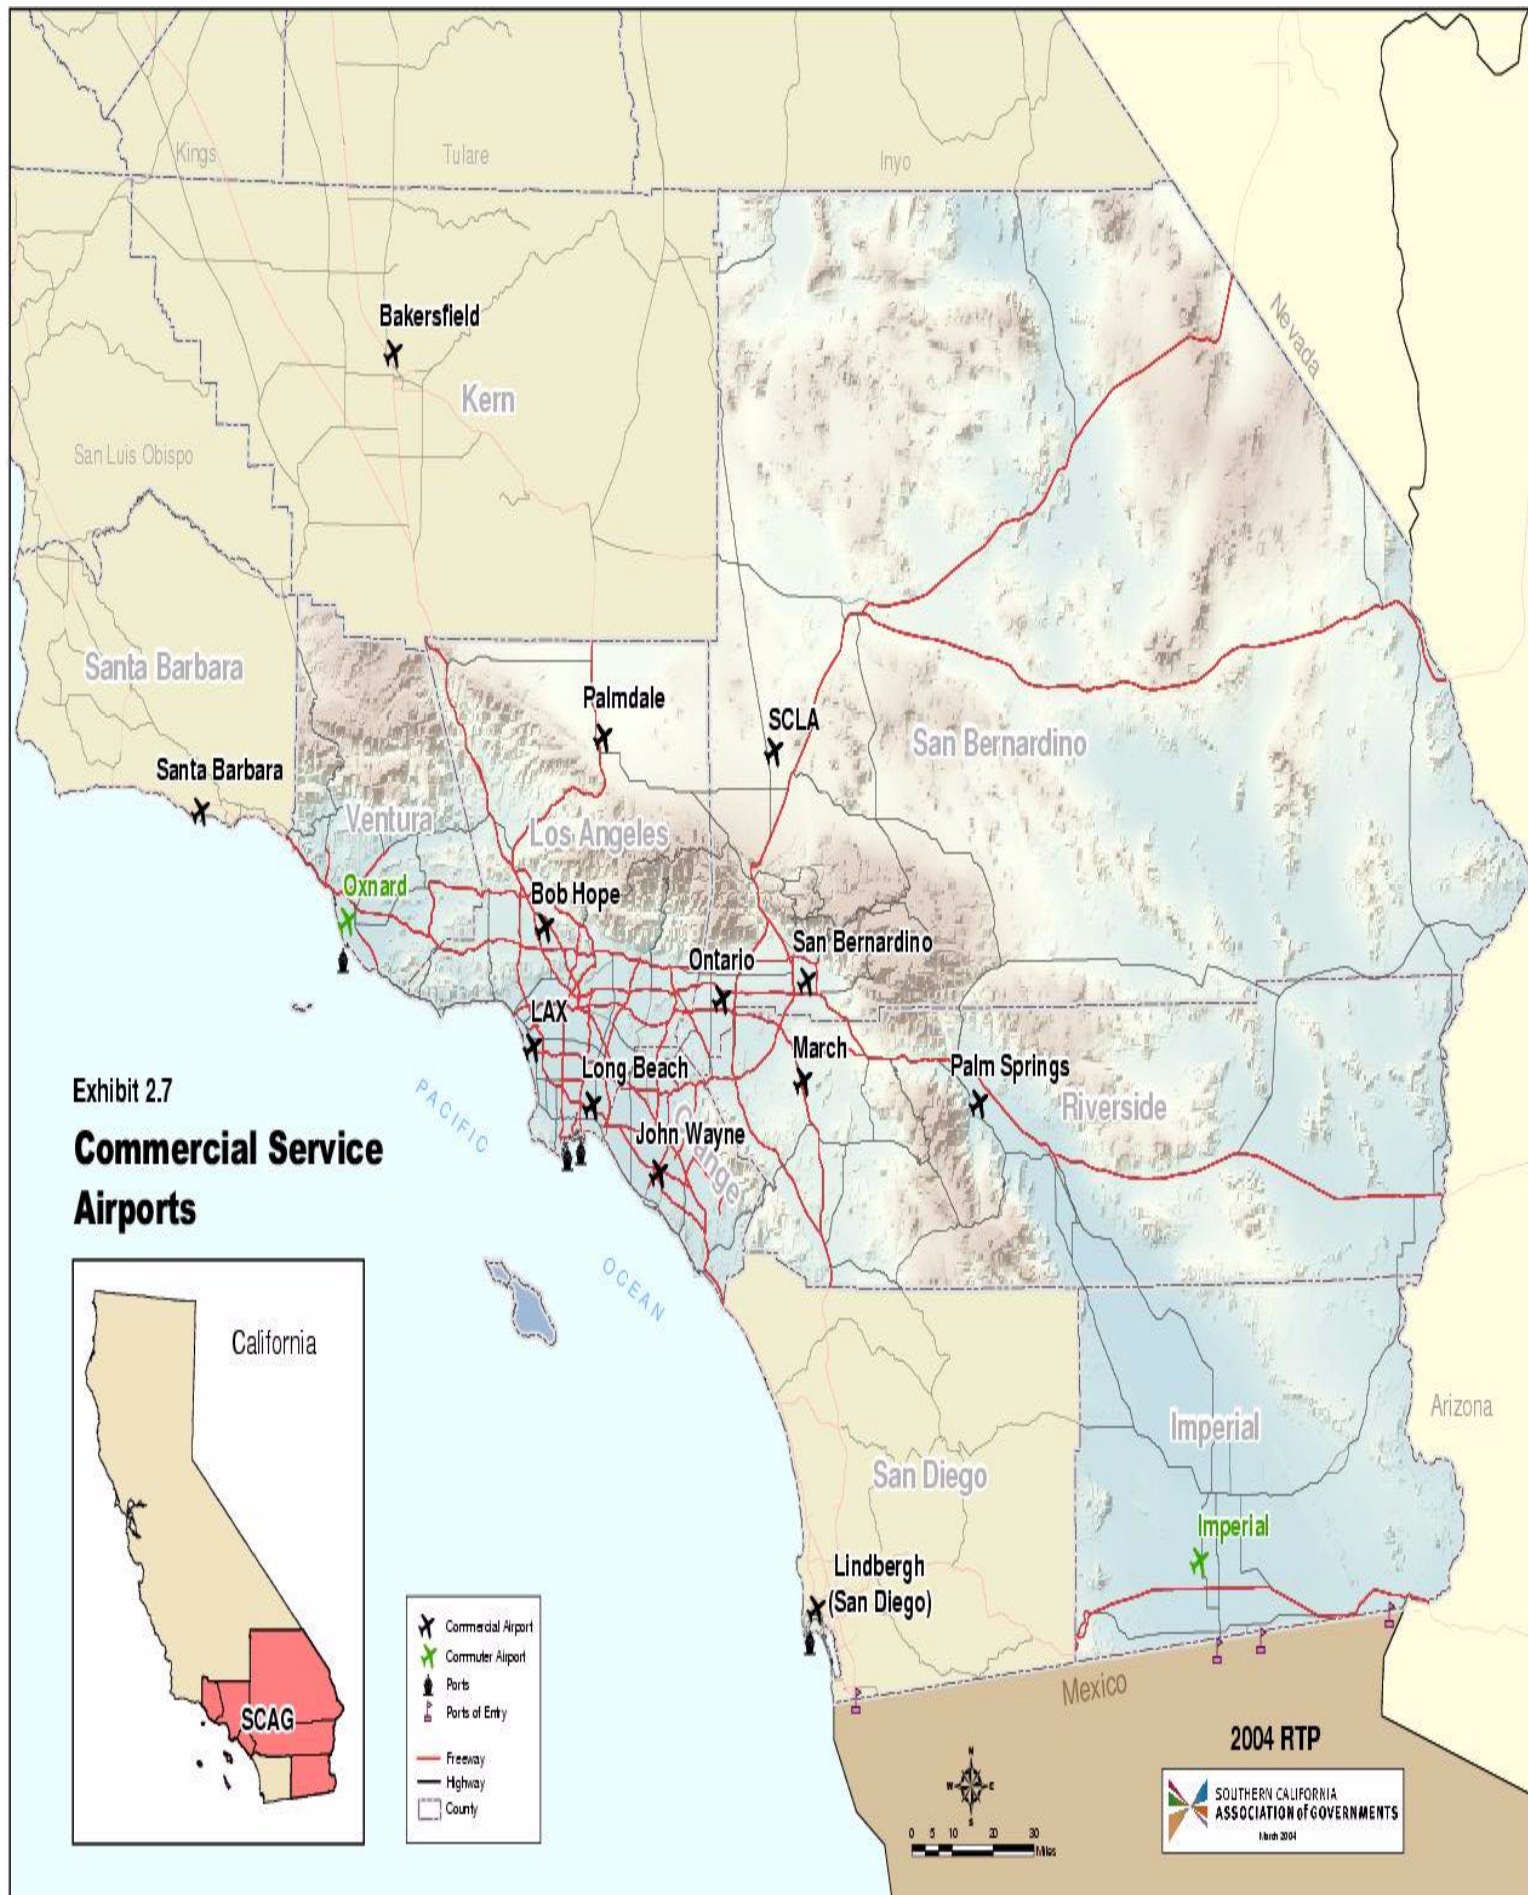 Kings
Tulare
Inyo
Bakersfield
Nevada
Kern
San Luis Obispo
Santa Barbara
Palmdale
SCLA
San Bernardino
Santa Barbara
Ventura
Los Angeles
Oxnard
Bob Hope
San Bernardino
Ontario
LAX
March
Long Beach
Palm Springs
Exhibit 2.7
PACIFIC
Riverside
Commercial Service
Airports
John Wayne
Orange
OCEAN
California
Arizona
Imperial
San Diego
Imperial
Lindbergh
(San Diego)
Commercial Airport
Commuter Airport
Ports
Ports of Entry
Freeway
Highway
County
SCAG
Mexico
2004 RTP
N
W E
S
0 5 10 20 30
Miles
SOUTHERN CALIFORNIA
ASSOCIATION of GOVERNMENTS
March 2004